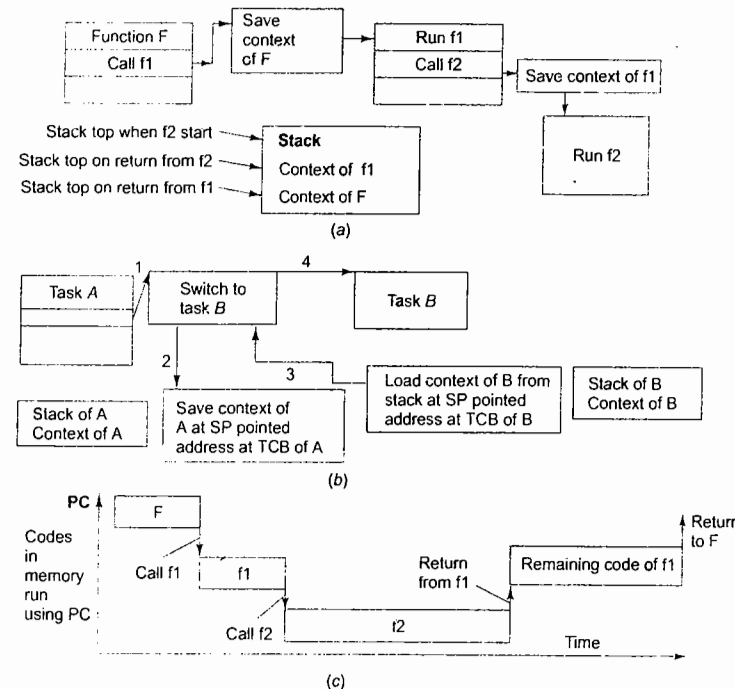 Function F
Call f1
Save
context
of F
Run f1
Call f2
Save context of f1
Run f2
Stack top when f2 start
Stack top on return from f2
Stack top on return from f1
Stack
Context of f1
Context of F
(a)
Task A
1
Switch to
task B
4
Task B
2
3
Stack of A
Context of A
Save context of
A at SP pointed
address at TCB of A
Load context of B from
stack at SP pointed
address at TCB of B
Stack of B
Context of B
(b)
PC
Codes
in
memory
run
using PC
F
Call f1
f1
Call f2
f2
Return
from f1
Remaining code of f1
Return
to F
Time
(c)